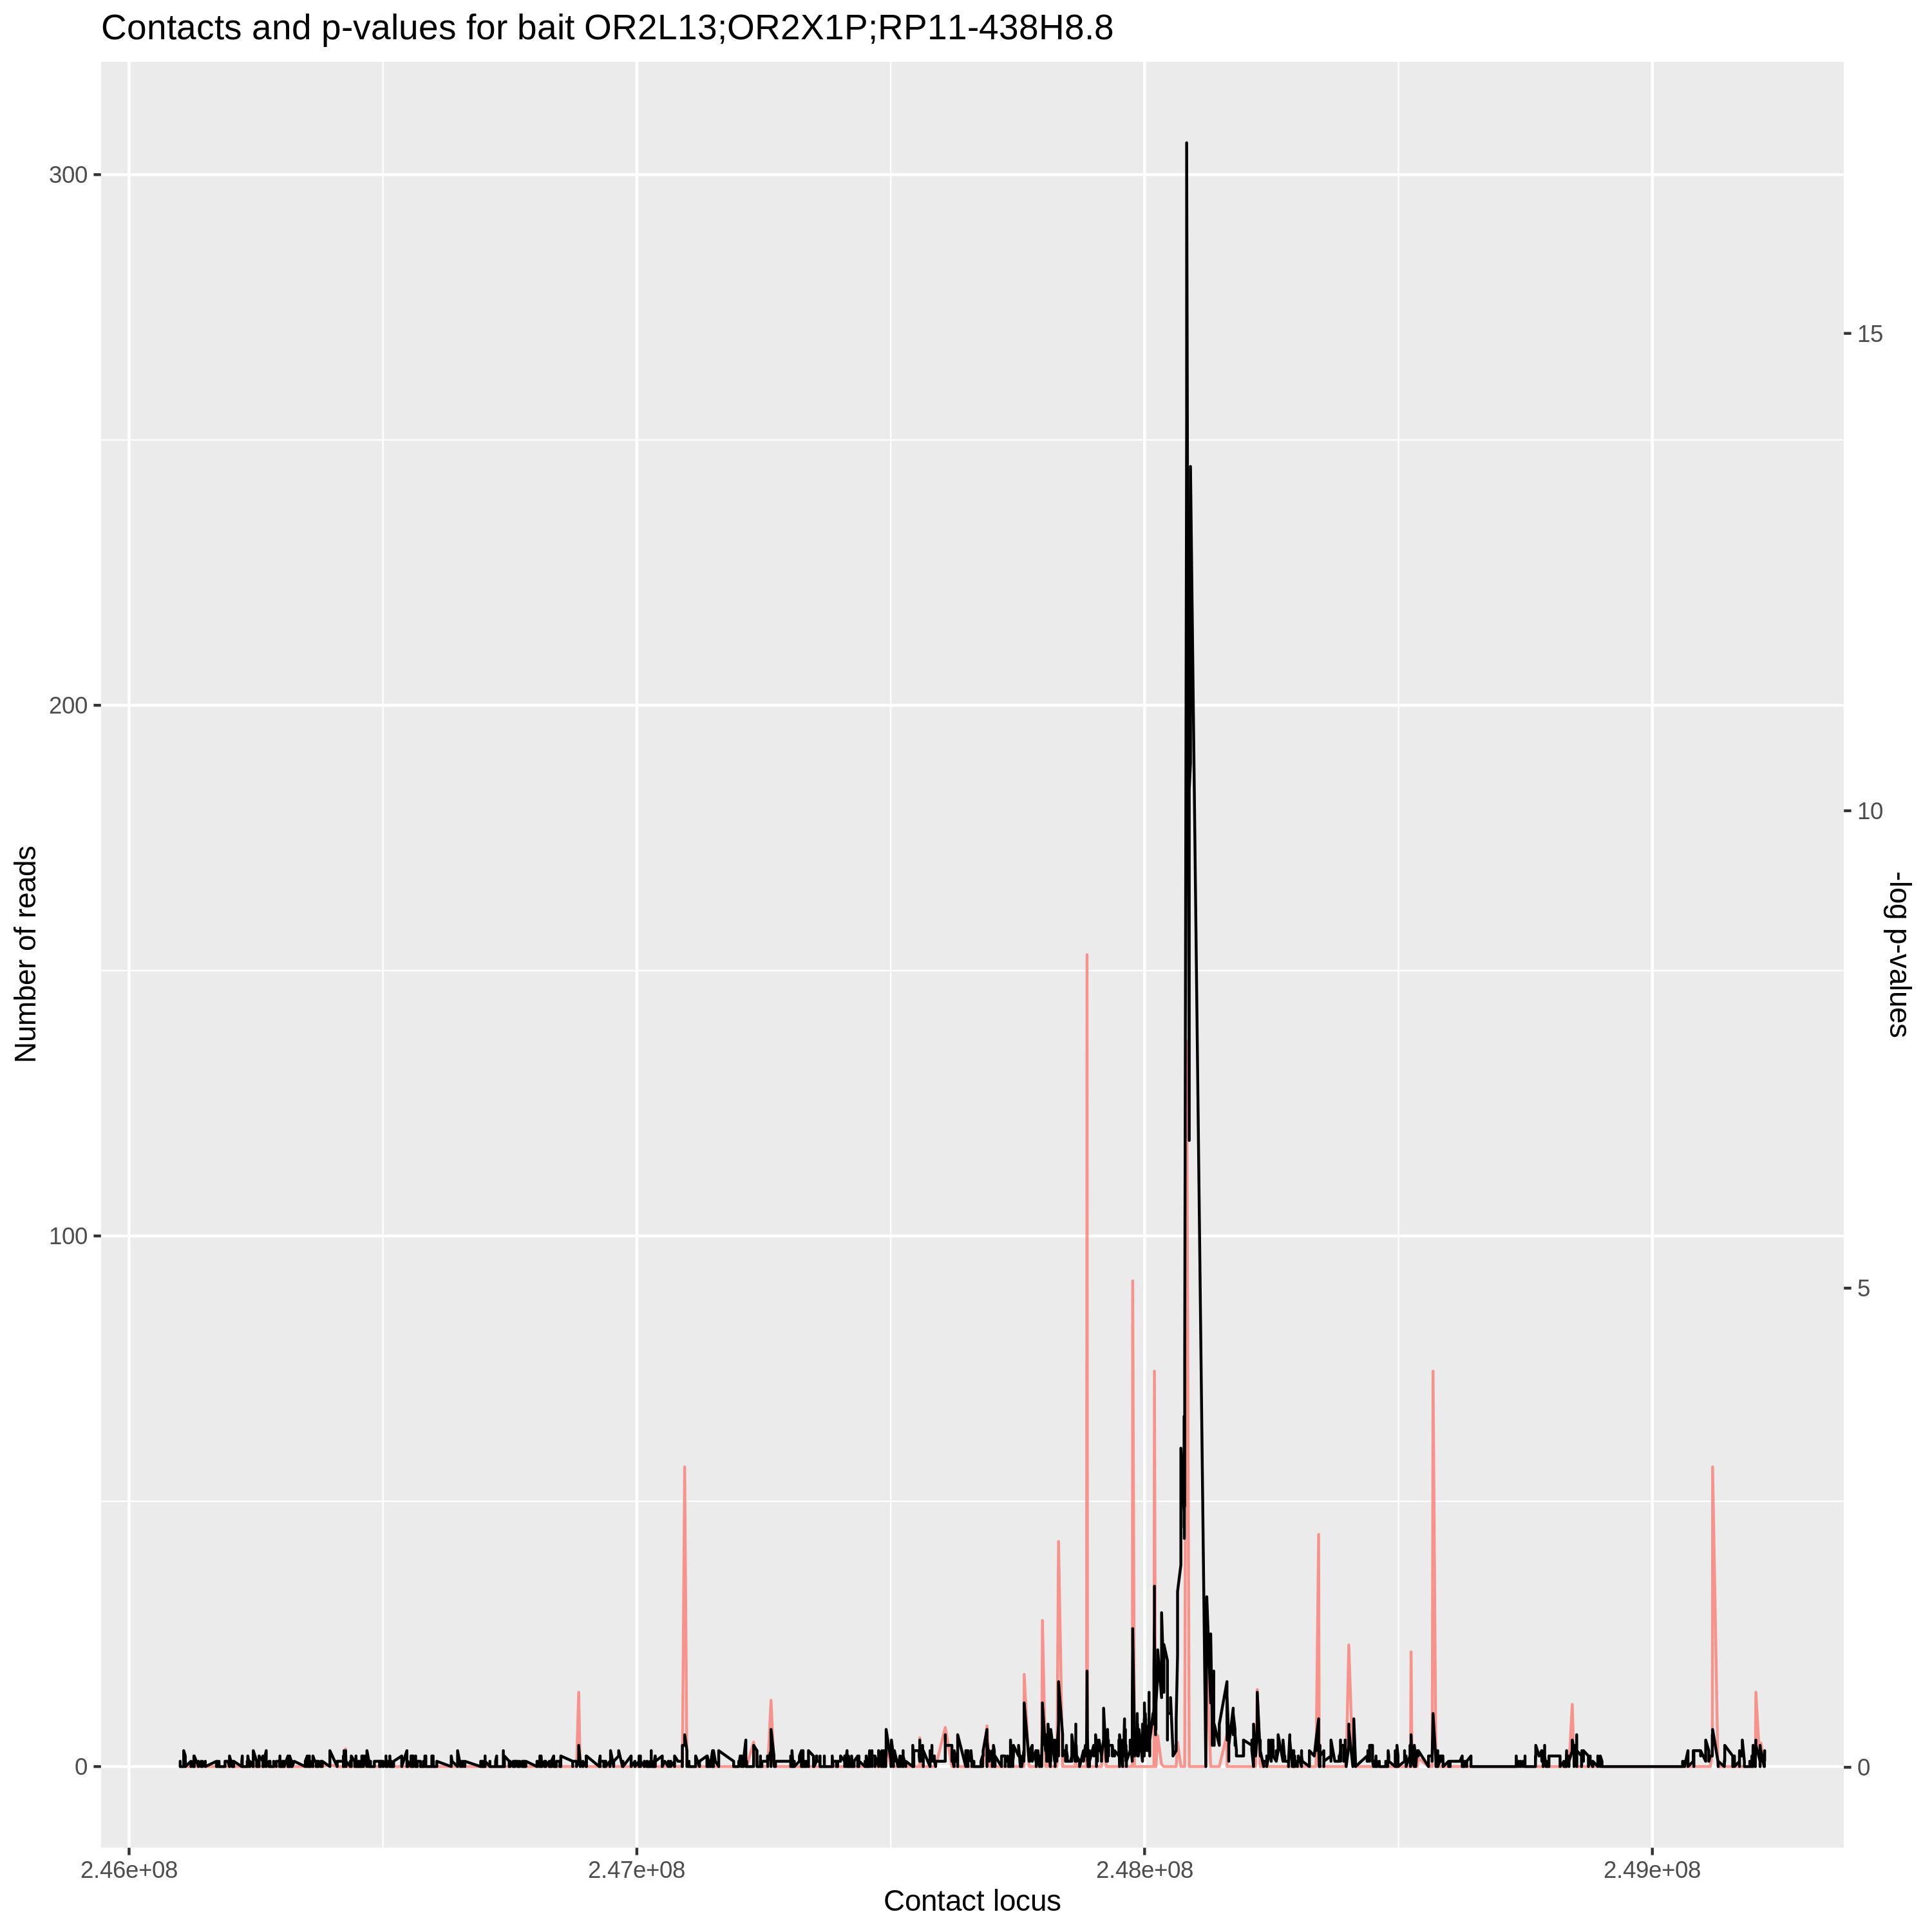 Contacts and p-values for bait OR2L13;OR2X1P;RP11-438H8.8
300
200
100
0
Number of reads
15
10
5
0
-log p-values
2.46e+08
2.47e+08
2.48e+08
2.49e+08
Contact locus